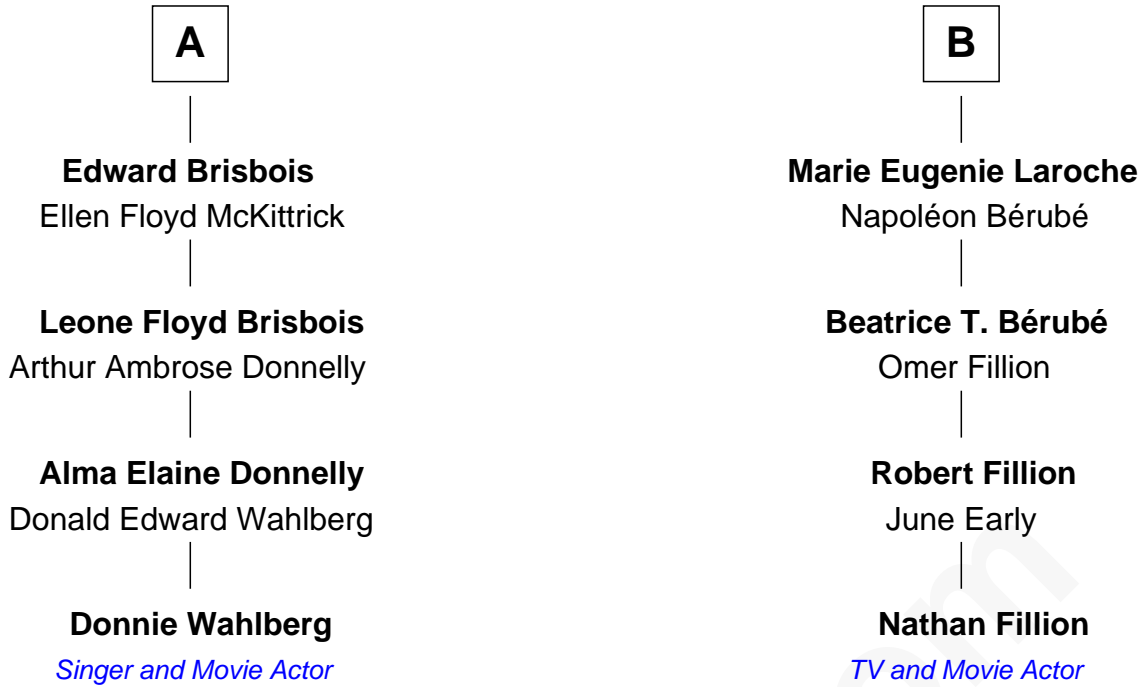 A
B
Edward Brisbois
Ellen Floyd McKittrick
Marie Eugenie Laroche
Napoléon Bérubé
Leone Floyd Brisbois
Arthur Ambrose Donnelly
Beatrice T. Bérubé
Omer Fillion
Alma Elaine Donnelly
Donald Edward Wahlberg
Robert Fillion
June Early
Donnie Wahlberg
Singer and Movie Actor
Nathan Fillion
TV and Movie Actor